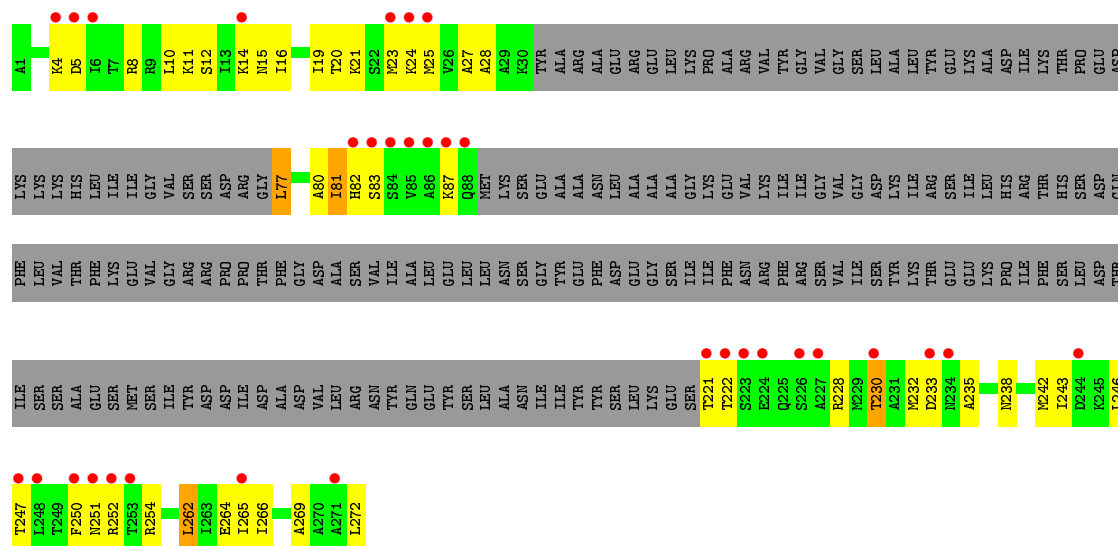 A1 K4 D5 I6 T7 R8 R9 L10 K11 S12 I13 K14 N15 I16 I19 T20 K21 S22 M23 K24 M25 V26 A27 A28 A29 K30 TYR ALA ARG ARG ALA GLU ARG GLU LEU LYS PRO ALA ARG VAL TYR GLY VAL GLY SER LEU ALA LEU TYR GLU LYS ALA ASP ILE LYS THR PRO GLU ASP
LYS LYS LYS HIS LEU ILE ILE GLY VAL SER SER ASP ARG GLY L77 A80 I81 H82 S83 S84 V85 A86 K87 Q88 MET LYS SER GLU ALA ALA ASN LEU ALA ALA ALA GLY LYS GLU VAL LYS ILE ILE GLY VAL GLY ASP LYS ILE ARG SER ILE LEU HIS ARG THR HIS SER ASP GLN
PHE LEU VAL THR PHE LYS GLU VAL GLY ARG ARG PRO PRO THR PHE GLY ASP ALA SER VAL ILE ALA LEU GLU LEU LEU ASN SER GLY TYR GLU PHE ASP GLU GLY SER ILE ILE PHE ASN ARG PHE ARG SER VAL ILE SER TYR LYS THR GLU GLU LYS PRO ILE PHE SER LEU ASP THR
ILE SER SER ALA GLU SER MET SER ILE TYR ASP ASP ILE ASP ALA ASP VAL LEU ARG ASN TYR GLN GLU TYR SER LEU ALA ASN ILE ILE TYR TYR SER LEU LYS GLU SER T221 T222 S223 E224 Q225 S226 A227 R228 M229 T230 A231 M232 D233 N234 A235 N238 M242 I243 D244 K245 L246
T247 L248 T249 F250 N251 R252 T253 R254 L262 I263 E264 I265 I266 A269 A270 A271 L272